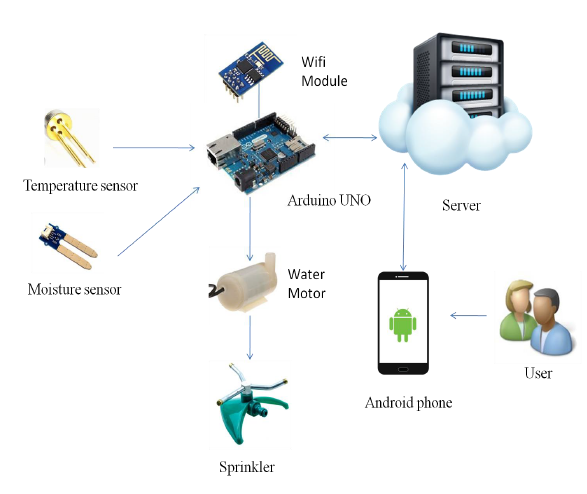 Wifi
Module
Temperature sensor
Arduino UNO
Server
Moisture sensor
Water
Motor
User
Android phone
Sprinkler